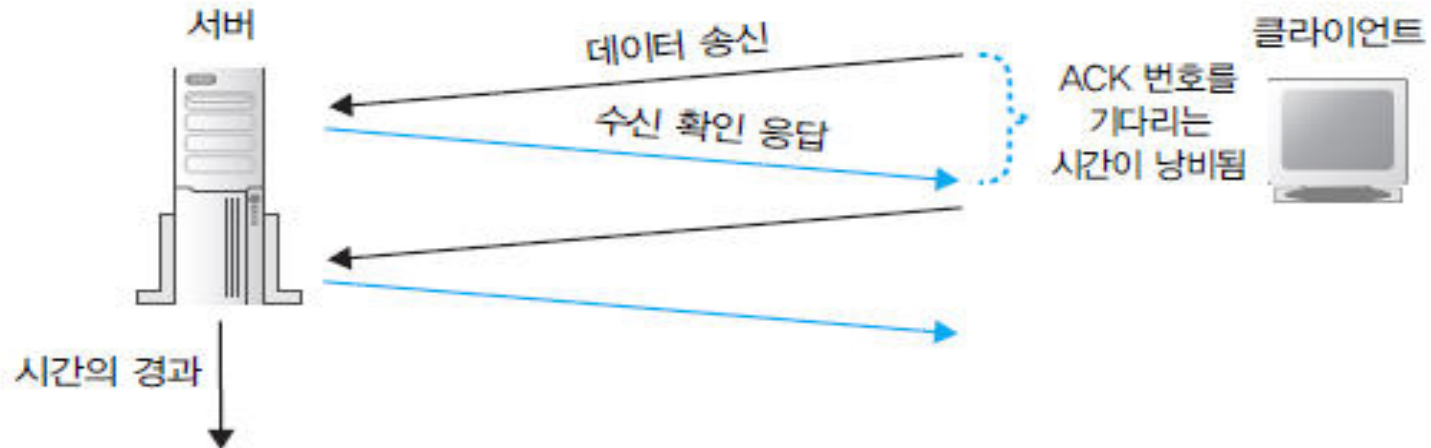 서버
데이터 송신
클라이언트
ACK 번호를
기다리는
시간이 낭비됨
수신 확인 응답
시간의 경과